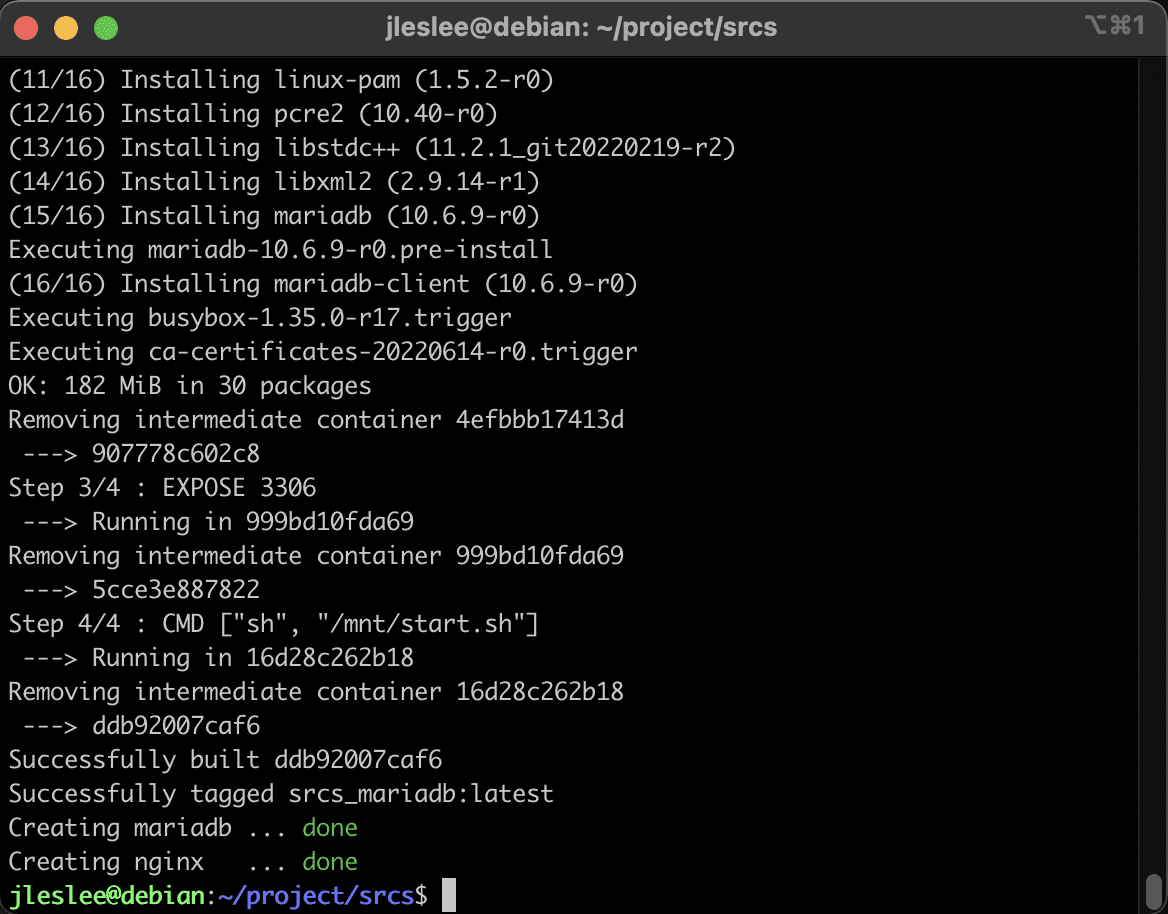 jleslee@debian: ~/project/srcs
⌥⌘1
(11/16) Installing linux-pam (1.5.2-r0)
(12/16) Installing pcre2 (10.40-r0)
(13/16) Installing libstdc++ (11.2.1_git20220219-r2)
(14/16) Installing libxml2 (2.9.14-r1)
(15/16) Installing mariadb (10.6.9-r0)
Executing mariadb-10.6.9-r0.pre-install
(16/16) Installing mariadb-client (10.6.9-r0)
Executing busybox-1.35.0-r17.trigger
Executing ca-certificates-20220614-r0.trigger
OK: 182 MiB in 30 packages
Removing intermediate container 4efbbb17413d
 ---> 907778c602c8
Step 3/4 : EXPOSE 3306
 ---> Running in 999bd10fda69
Removing intermediate container 999bd10fda69
 ---> 5cce3e887822
Step 4/4 : CMD ["sh", "/mnt/start.sh"]
 ---> Running in 16d28c262b18
Removing intermediate container 16d28c262b18
 ---> ddb92007caf6
Successfully built ddb92007caf6
Successfully tagged srcs_mariadb:latest
Creating mariadb ... done
Creating nginx   ... done
jleslee@debian:~/project/srcs$